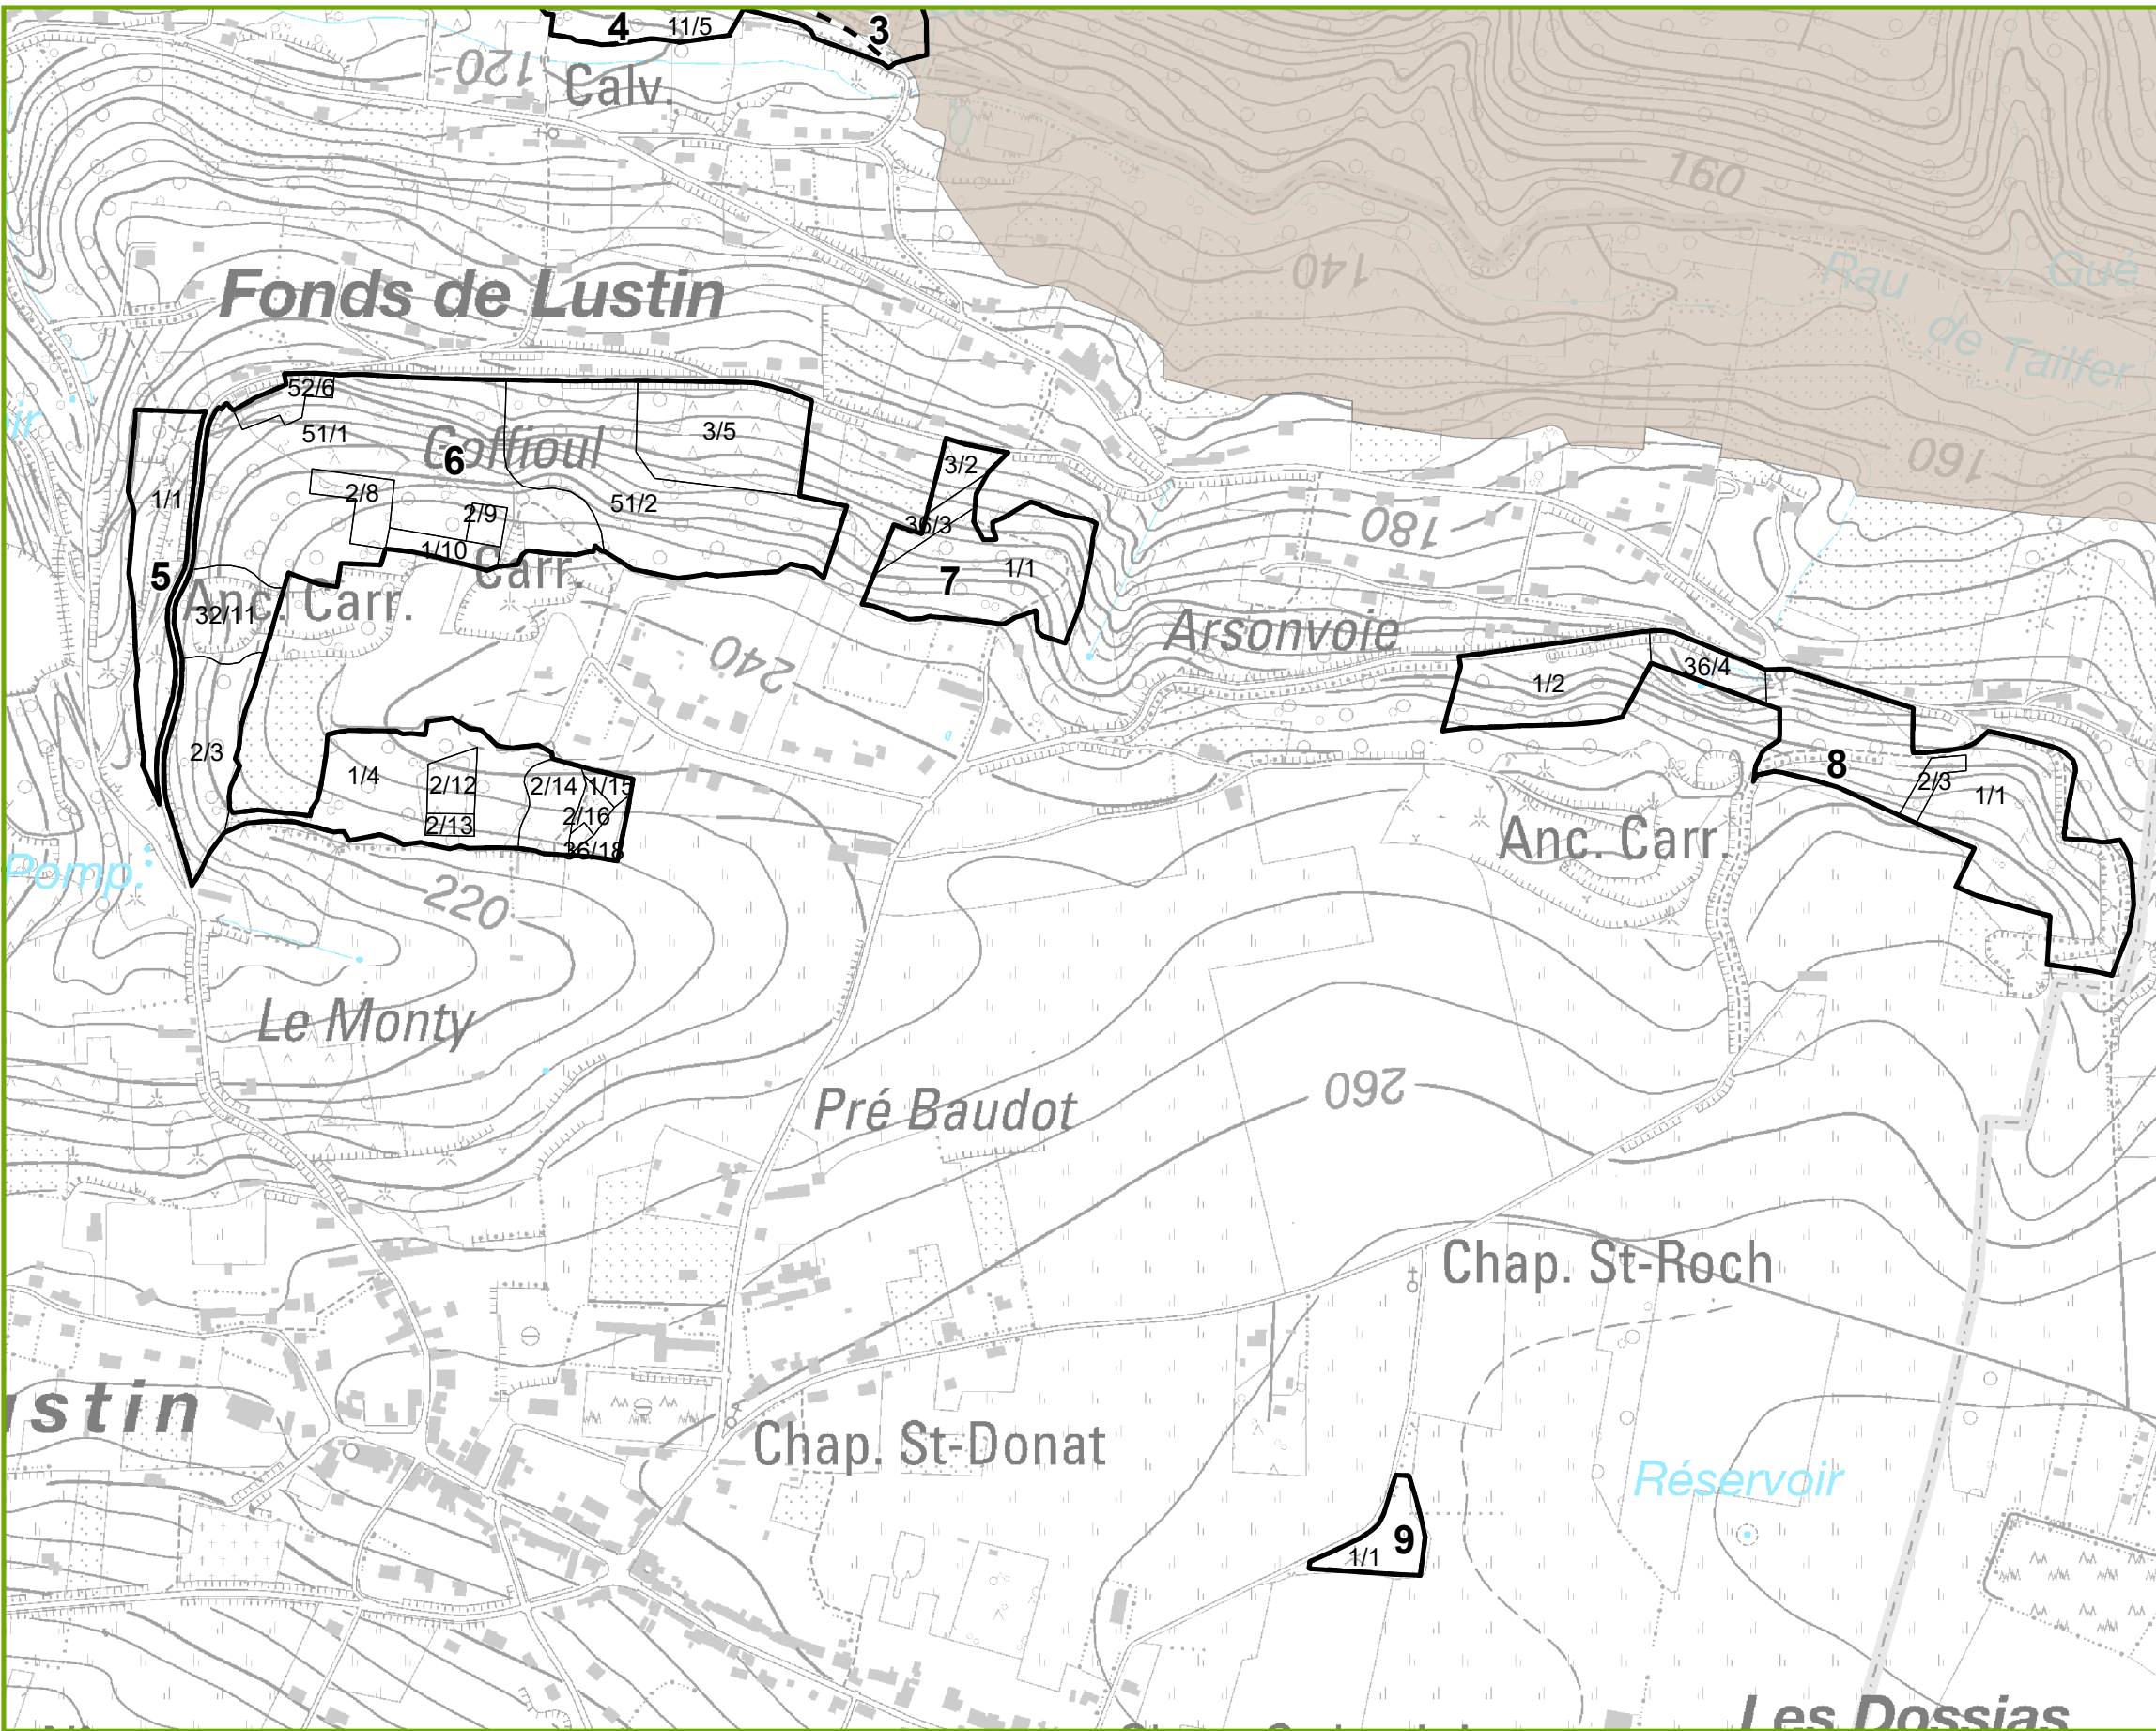 4
11/5
3
120
Calv.
160
140
Rau
Gué
de Tailfer
Fonds de Lustin
52/6
51/1
Goffioul
6
3/5
3/2
160
1/1
2/8
2/9
51/2
36/3
180
1/10
Carr.
5
7
1/1
Anc. Carr.
32/11
Arsonvoie
240
1/2
36/4
2/3
1/4
2/12
2/14
1/15
8
2/3
1/1
2/16
2/13
36/18
Anc. Carr.
Pomp.
220
Le Monty
Pré Baudot
260
Chap. St-Roch
stin
Chap. St-Donat
Réservoir
9
1/1
Les Dossias